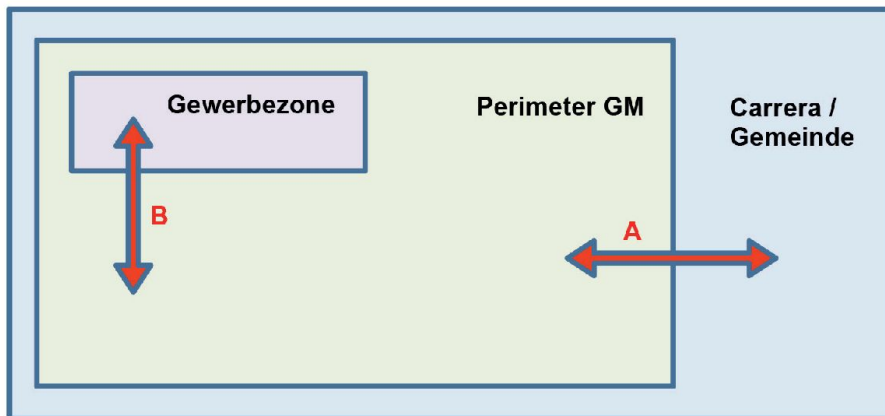 Gewerbezone
Perimeter GM
Carrera /
Gemeinde
B
A